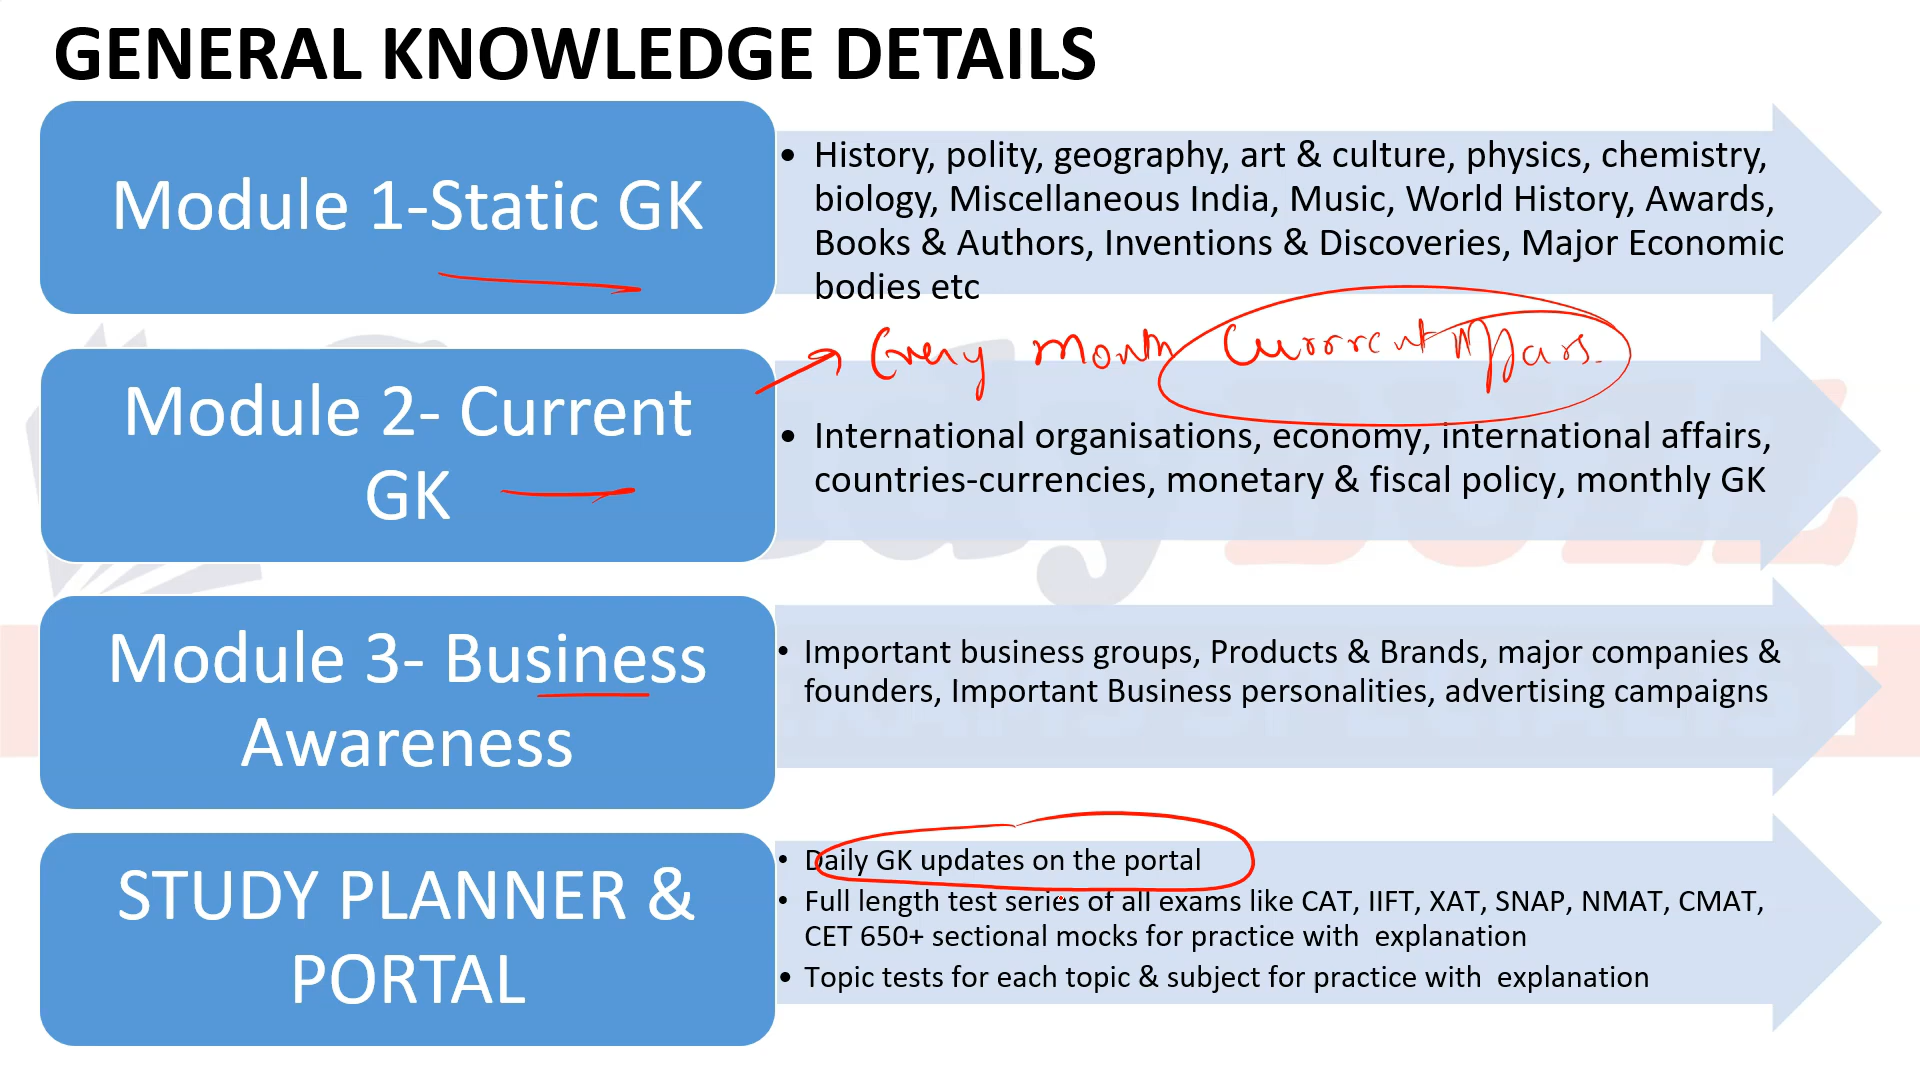 GENERAL KNOWLEDGE DETAILS
Module 1-Static GK
• History, polity, geography, art & culture, physics, chemistry,
biology, Miscellaneous India, Music, World History, Awards,
Books & Authors, Inventions & Discoveries, Major Economic
bodies etc
Every month Current Affairs.
Module 2- Current
GK
• International organisations, economy, international affairs,
countries-currencies, monetary & fiscal policy, monthly GK
Module 3- Business
Awareness
• Important business groups, Products & Brands, major companies &
founders, Important Business personalities, advertising campaigns
STUDY PLANNER &
PORTAL
• Daily GK updates on the portal
• Full length test series of all exams like CAT, IIFT, XAT, SNAP, NMAT, CMAT,
CET 650+ sectional mocks for practice with explanation
• Topic tests for each topic & subject for practice with explanation